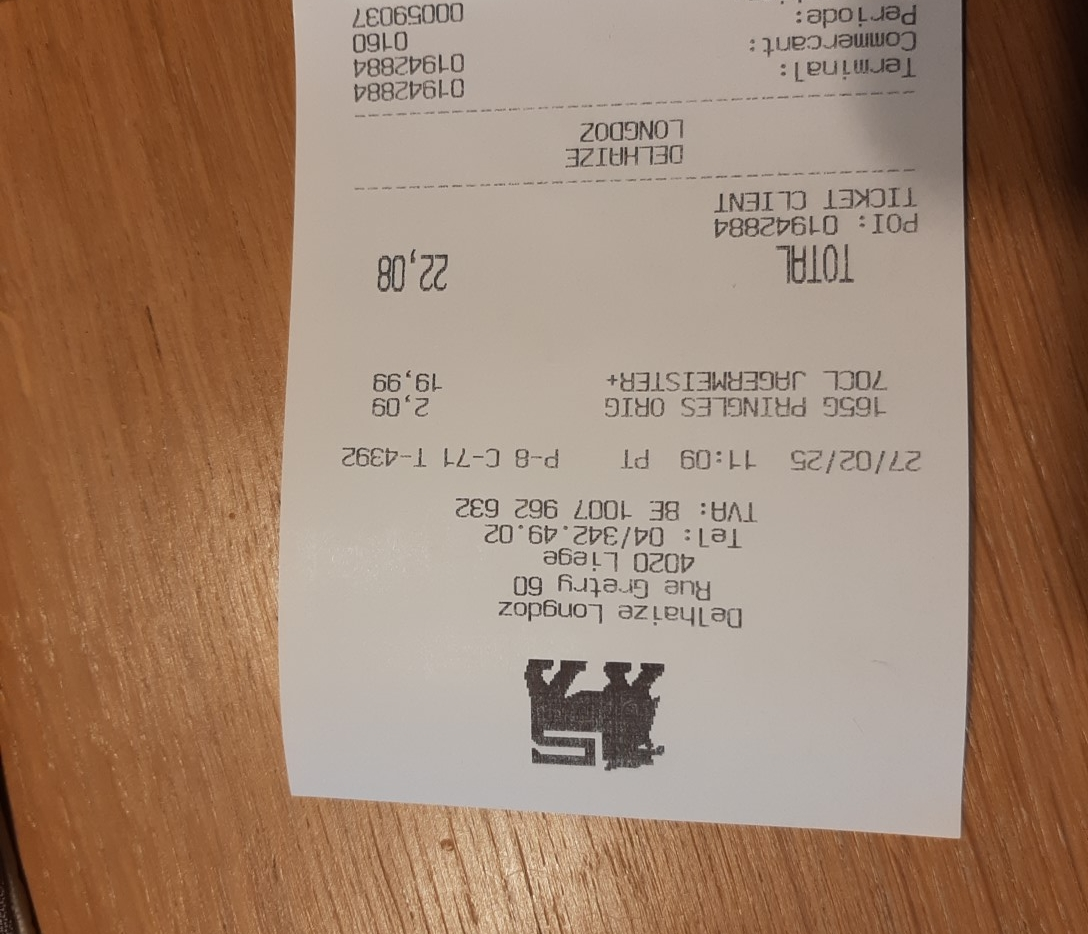 Delhaize Longdoz
Rue Gretry 60
4020 Liege
Tel: 04/342.49.02
TVA: BE 1007 962 632
27/02/25 11:09 PT P-8 C-71 T-4392
165G PRINGLES ORIG 2,09
70CL JAGERMEISTER+ 19,99
TOTAL 22,08
POI: 01942884
TICKET CLIENT
DELHAIZE
LONGDOZ
01942884
Terminal: 01942884
Commercant: 0160
Periode: 00059037